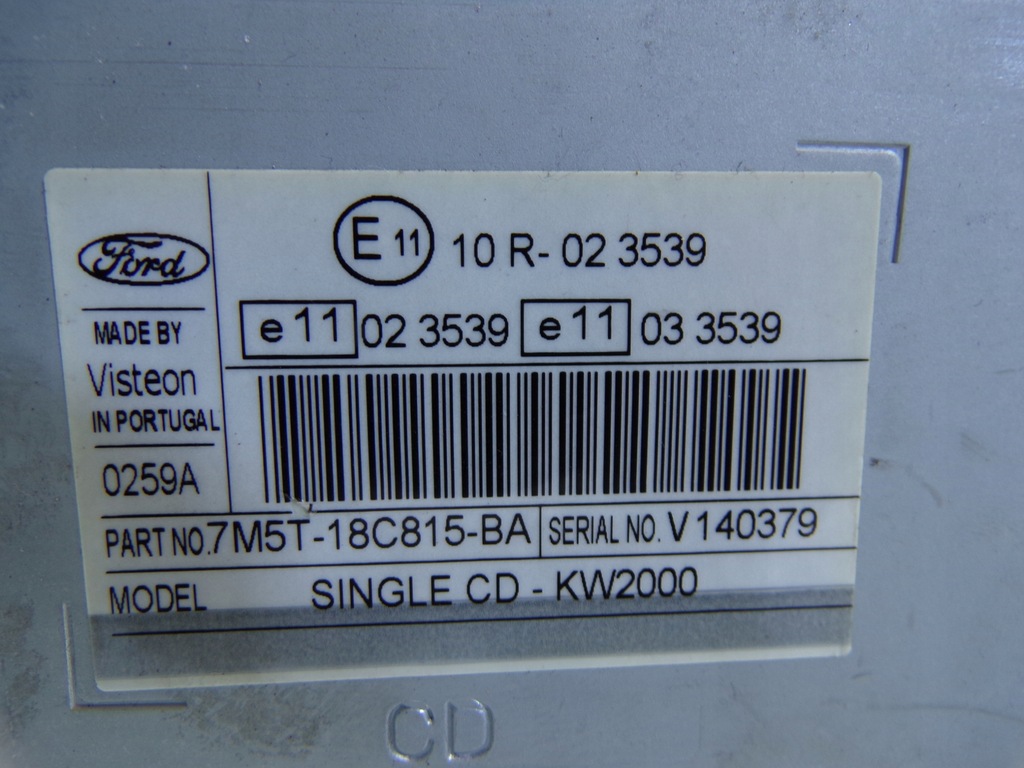 Ford
E 11 10 R- 02 3539
e 11 02 3539 e 11 03 3539
MADE BY
Visteon
IN PORTUGAL
0259A
PART NO. 7M5T-18C815-BA SERIAL NO. V140379
MODEL SINGLE CD - KW2000
CD